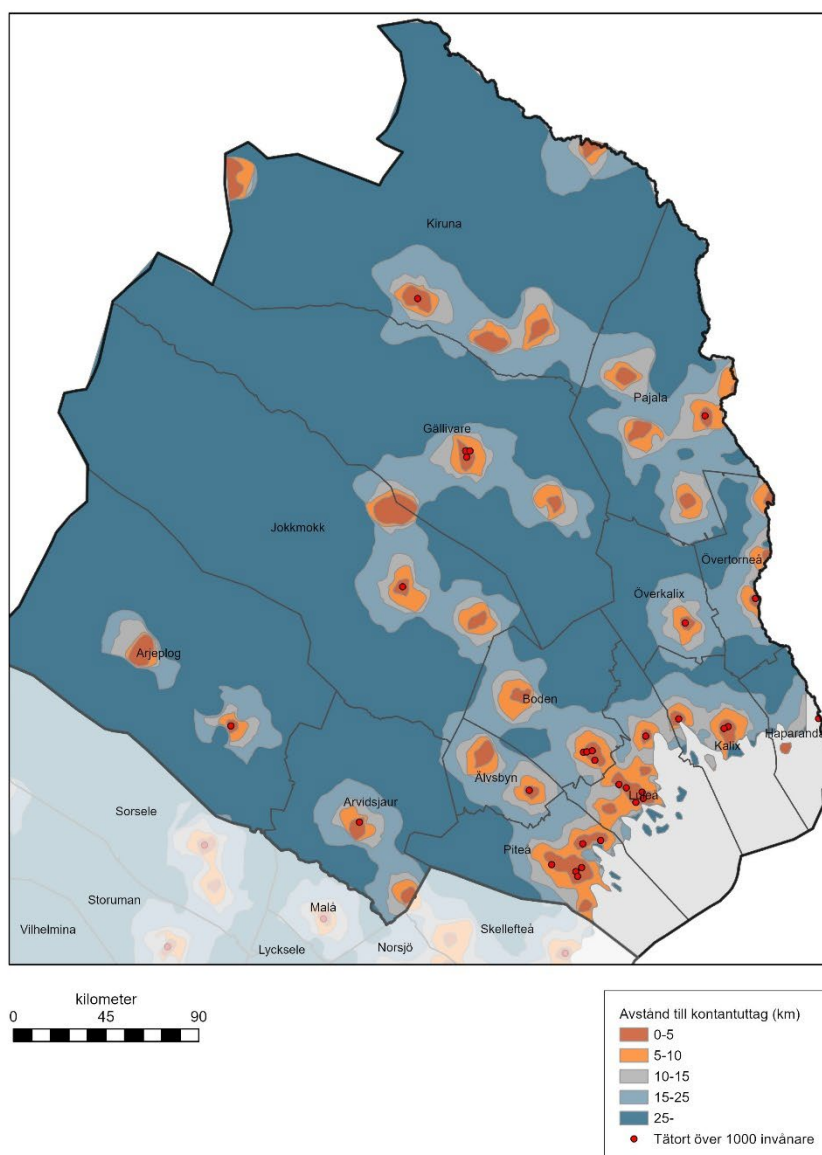 Kiruna
Pajala
Gällivare
Jokkmokk
Övertorneå
Överkalix
Arjeplog
Boden
Haparanda
Kalix
Älvsbyn
Luleå
Arvidsjaur
Sorsele
Piteå
Storuman
Malå
Skellefteå
Vilhelmina
Lycksele
Norsjö
kilometer
0 45 90
Avstånd till kontantuttag (km)
0-5
5-10
10-15
15-25
25-
Tätort över 1000 invånare